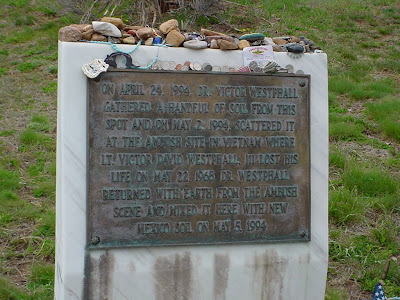 ON APRIL 24, 1994, DR. VICTOR WESTPHALL
GATHERED A HANDFUL OF SOIL FROM THIS
SPOT AND ON MAY 2, 1994, SCATTERED IT
AT THE AMBUSH SITE IN VIETNAM WHERE
LT. VICTOR DAVID WESTPHALL III LOST HIS
LIFE ON MAY 22, 1968. DR. WESTPHALL
RETURNED WITH EARTH FROM THE AMBUSH
SCENE AND MIXED IT HERE WITH NEW
MEXICO SOIL ON MAY 5, 1994.